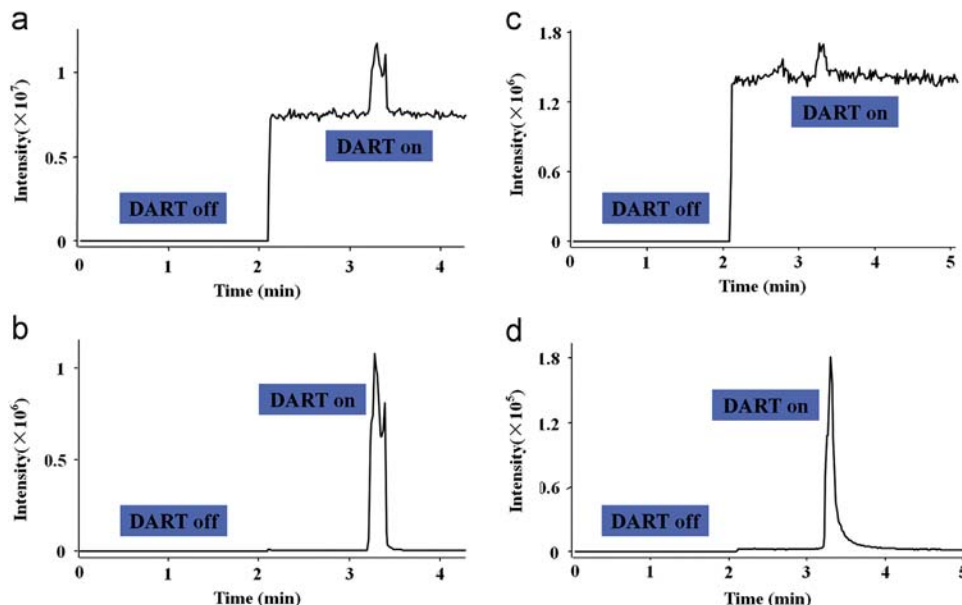 a
Intensity(×10⁷)
1
0.5
0
DART on
DART off
0 1 2 3 4
Time (min)
b
Intensity(×10⁶)
1
0.5
0
DART on
DART off
0 1 2 3 4
Time (min)
c
Intensity(×10⁶)
1.8
1.2
0.6
0
DART on
DART off
0 1 2 3 4 5
Time (min)
d
Intensity(×10⁵)
1.8
1.2
0.6
0
DART on
DART off
0 1 2 3 4 5
Time (min)